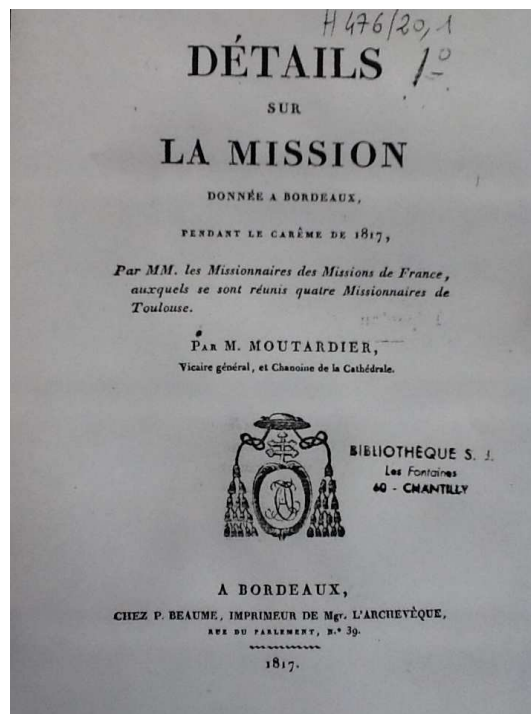 H 476/20,1
DÉTAILS 1º
SUR
LA MISSION
DONNÉE A BORDEAUX,
PENDANT LE CARÊME DE 1817,
Par MM. les Missionnaires des Missions de France,
auxquels se sont réunis quatre Missionnaires de
Toulouse.
PAR M. MOUTARDIER,
Vicaire général, et Chanoine de la Cathédrale.
BIBLIOTHÈQUE S. J.
Les Fontaines
60 - CHANTILLY
A BORDEAUX,
CHEZ P. BEAUME, IMPRIMEUR DE Mgr. L'ARCHEVÊQUE,
RUE DU PARLEMENT, N.º 39.
1817.